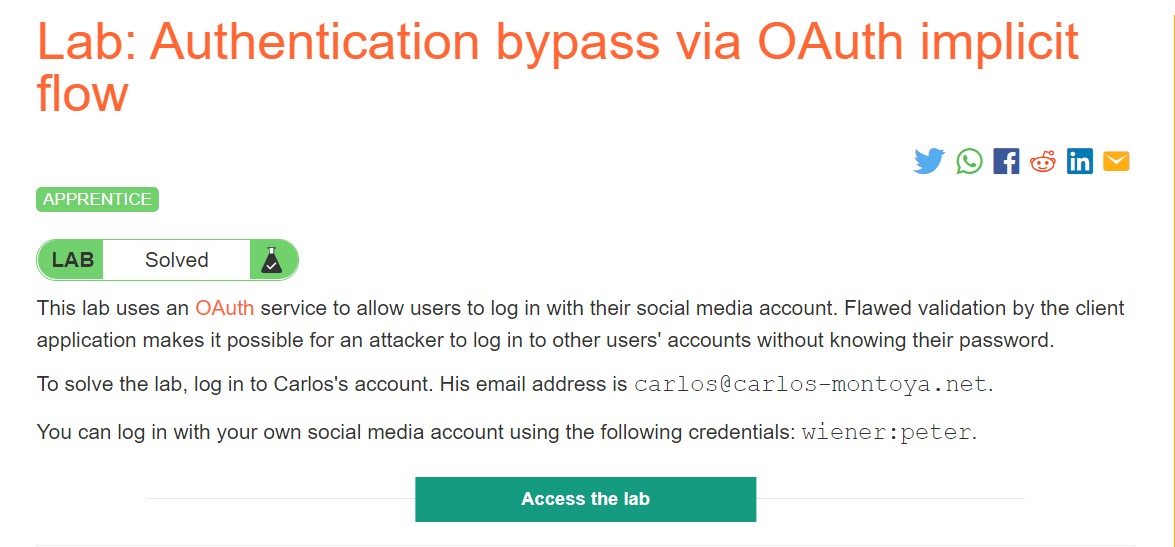 Lab: Authentication bypass via OAuth implicit
flow
APPRENTICE
LAB Solved
This lab uses an OAuth service to allow users to log in with their social media account. Flawed validation by the client
application makes it possible for an attacker to log in to other users' accounts without knowing their password.
To solve the lab, log in to Carlos's account. His email address is carlos@carlos-montoya.net.
You can log in with your own social media account using the following credentials: wiener:peter.
Access the lab